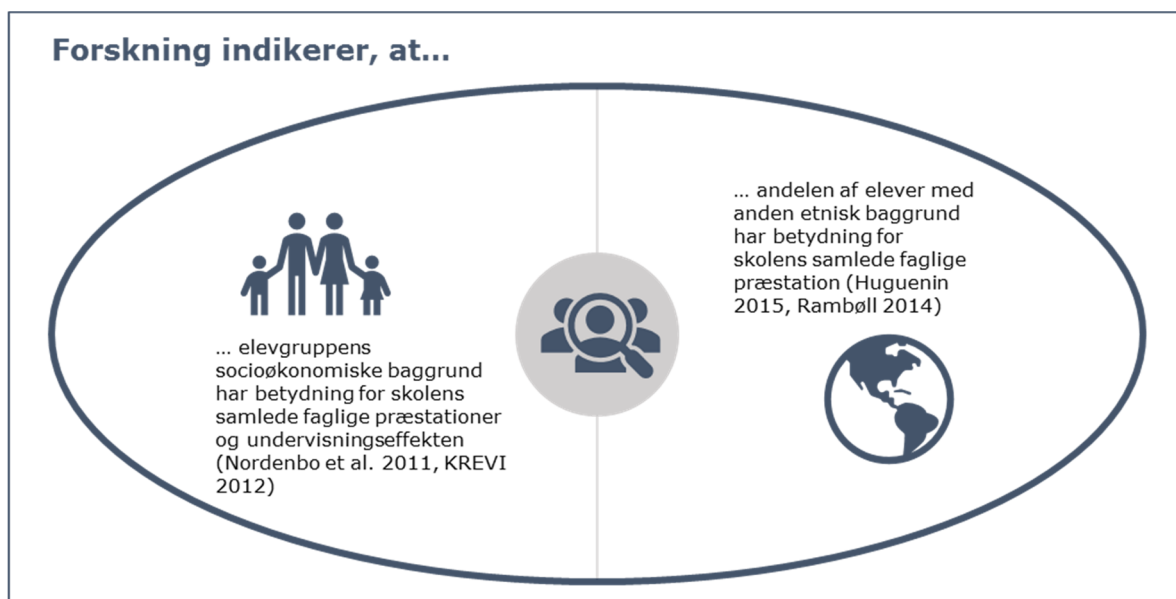 Forskning indikerer, at...
... elevgruppens
socioøkonomiske baggrund
har betydning for skolens
samlede faglige præstationer
og undervisningseffekten
(Nordenbo et al. 2011, KREVI
2012)
... andelen af elever med
anden etnisk baggrund
har betydning for
skolens samlede faglige
præstation (Huguenin
2015, Rambøll 2014)